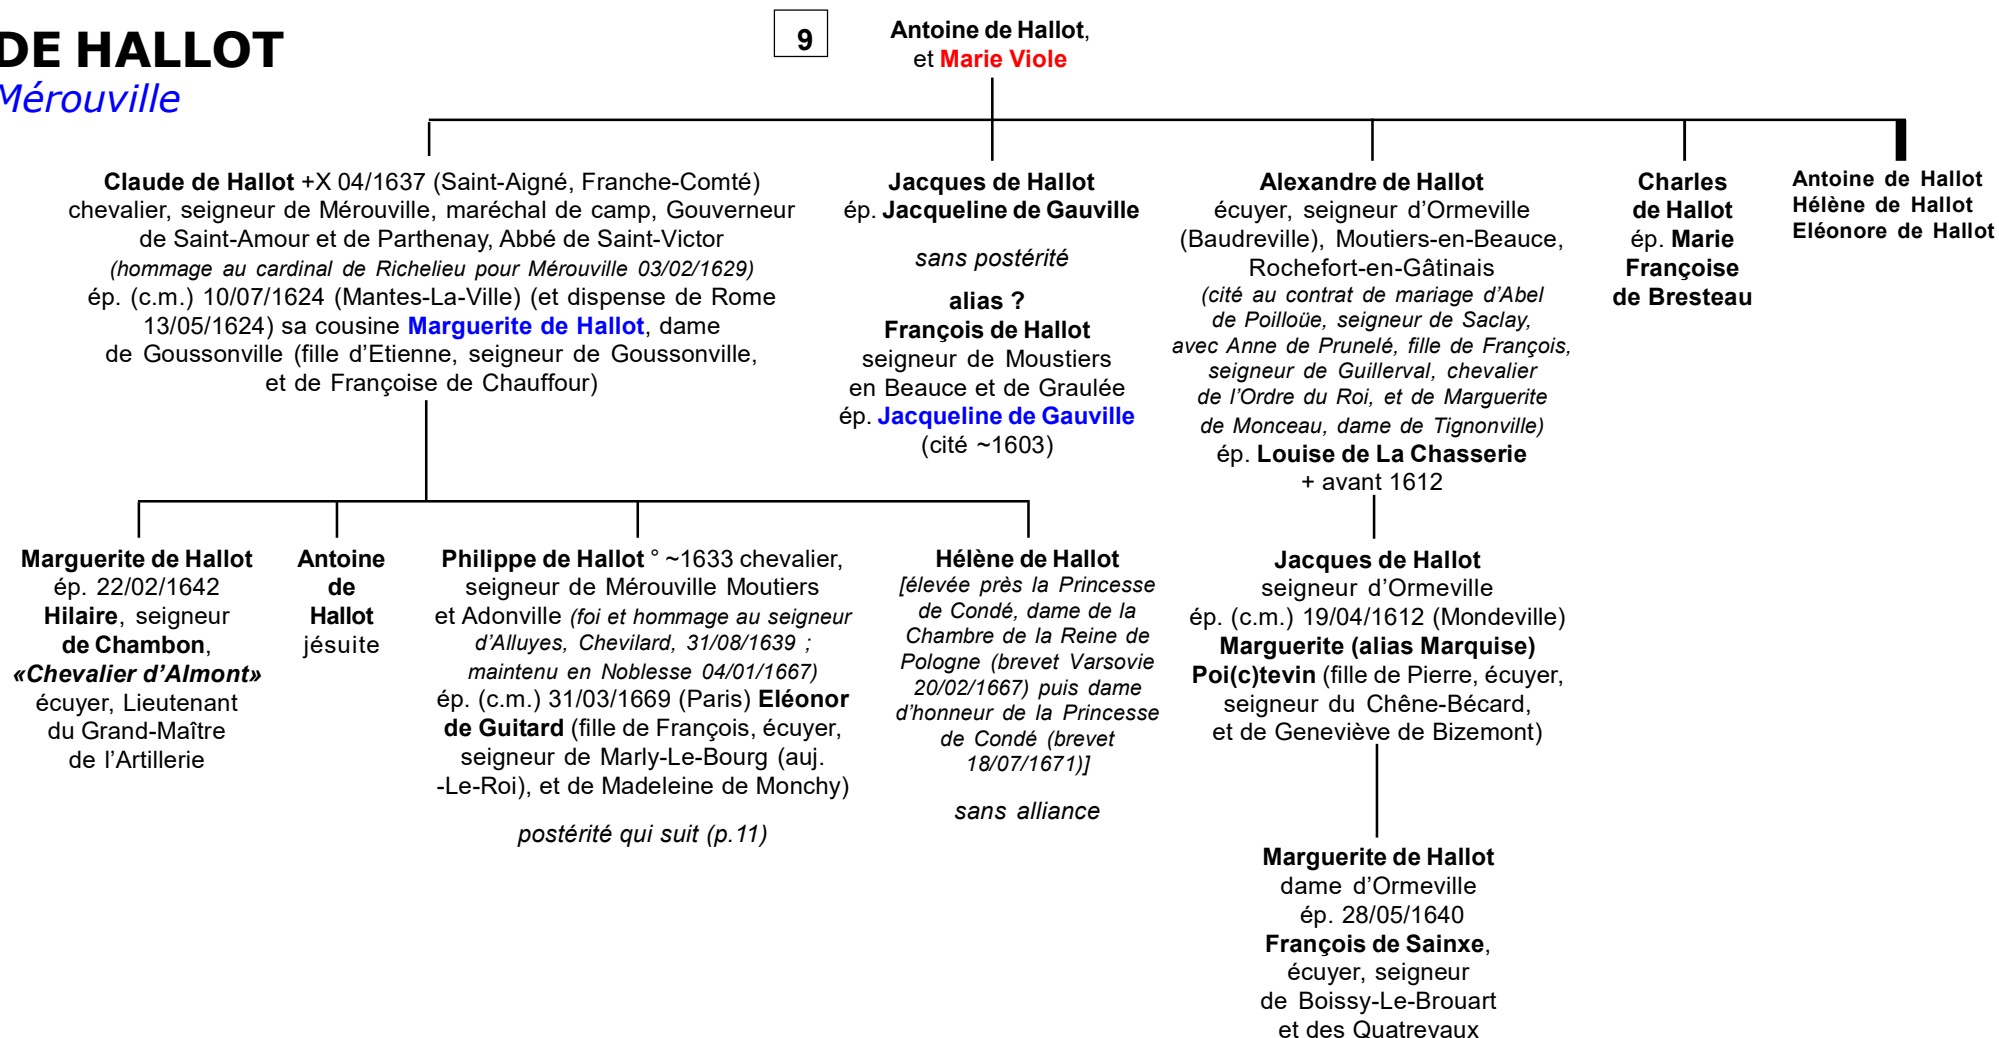 DE HALLOT
Mérouville
9
Antoine de Hallot,
et Marie Viole
Claude de Hallot +X 04/1637 (Saint-Aigné, Franche-Comté)
chevalier, seigneur de Mérouville, maréchal de camp, Gouverneur
de Saint-Amour et de Parthenay, Abbé de Saint-Victor
(hommage au cardinal de Richelieu pour Mérouville 03/02/1629)
ép. (c.m.) 10/07/1624 (Mantes-La-Ville) (et dispense de Rome
13/05/1624) sa cousine Marguerite de Hallot, dame
de Goussonville (fille d'Etienne, seigneur de Goussonville,
et de Françoise de Chauffour)
Jacques de Hallot
ép. Jacqueline de Gauville
sans postérité
alias ?
François de Hallot
seigneur de Moustiers
en Beauce et de Graulée
ép. Jacqueline de Gauville
(cité ~1603)
Alexandre de Hallot
écuyer, seigneur d'Ormeville
(Baudreville), Moutiers-en-Beauce,
Rochefort-en-Gâtinais
(cité au contrat de mariage d'Abel
de Poilloüe, seigneur de Saclay,
avec Anne de Prunelé, fille de François,
seigneur de Guillerval, chevalier
de l'Ordre du Roi, et de Marguerite
de Monceau, dame de Tignonville)
ép. Louise de La Chasserie
+ avant 1612
Charles
de Hallot
ép. Marie
Françoise
de Bresteau
Antoine de Hallot
Hélène de Hallot
Eléonore de Hallot
Marguerite de Hallot
ép. 22/02/1642
Hilaire, seigneur
de Chambon,
«Chevalier d'Almont»
écuyer, Lieutenant
du Grand-Maître
de l'Artillerie
Antoine
de
Hallot
jésuite
Philippe de Hallot ° ~1633 chevalier,
seigneur de Mérouville Moutiers
et Adonville (foi et hommage au seigneur
d'Alluyes, Chevilard, 31/08/1639 ;
maintenu en Noblesse 04/01/1667)
ép. (c.m.) 31/03/1669 (Paris) Eléonor
de Guitard (fille de François, écuyer,
seigneur de Marly-Le-Bourg (auj.
-Le-Roi), et de Madeleine de Monchy)
postérité qui suit (p.11)
Hélène de Hallot
[élevée près la Princesse
de Condé, dame de la
Chambre de la Reine de
Pologne (brevet Varsovie
20/02/1667) puis dame
d'honneur de la Princesse
de Condé (brevet
18/07/1671)]
sans alliance
Jacques de Hallot
seigneur d'Ormeville
ép. (c.m.) 19/04/1612 (Mondeville)
Marguerite (alias Marquise)
Poi(c)tevin (fille de Pierre, écuyer,
seigneur du Chêne-Bécard,
et de Geneviève de Bizemont)
Marguerite de Hallot
dame d'Ormeville
ép. 28/05/1640
François de Sainxe,
écuyer, seigneur
de Boissy-Le-Brouart
et des Quatrevaux